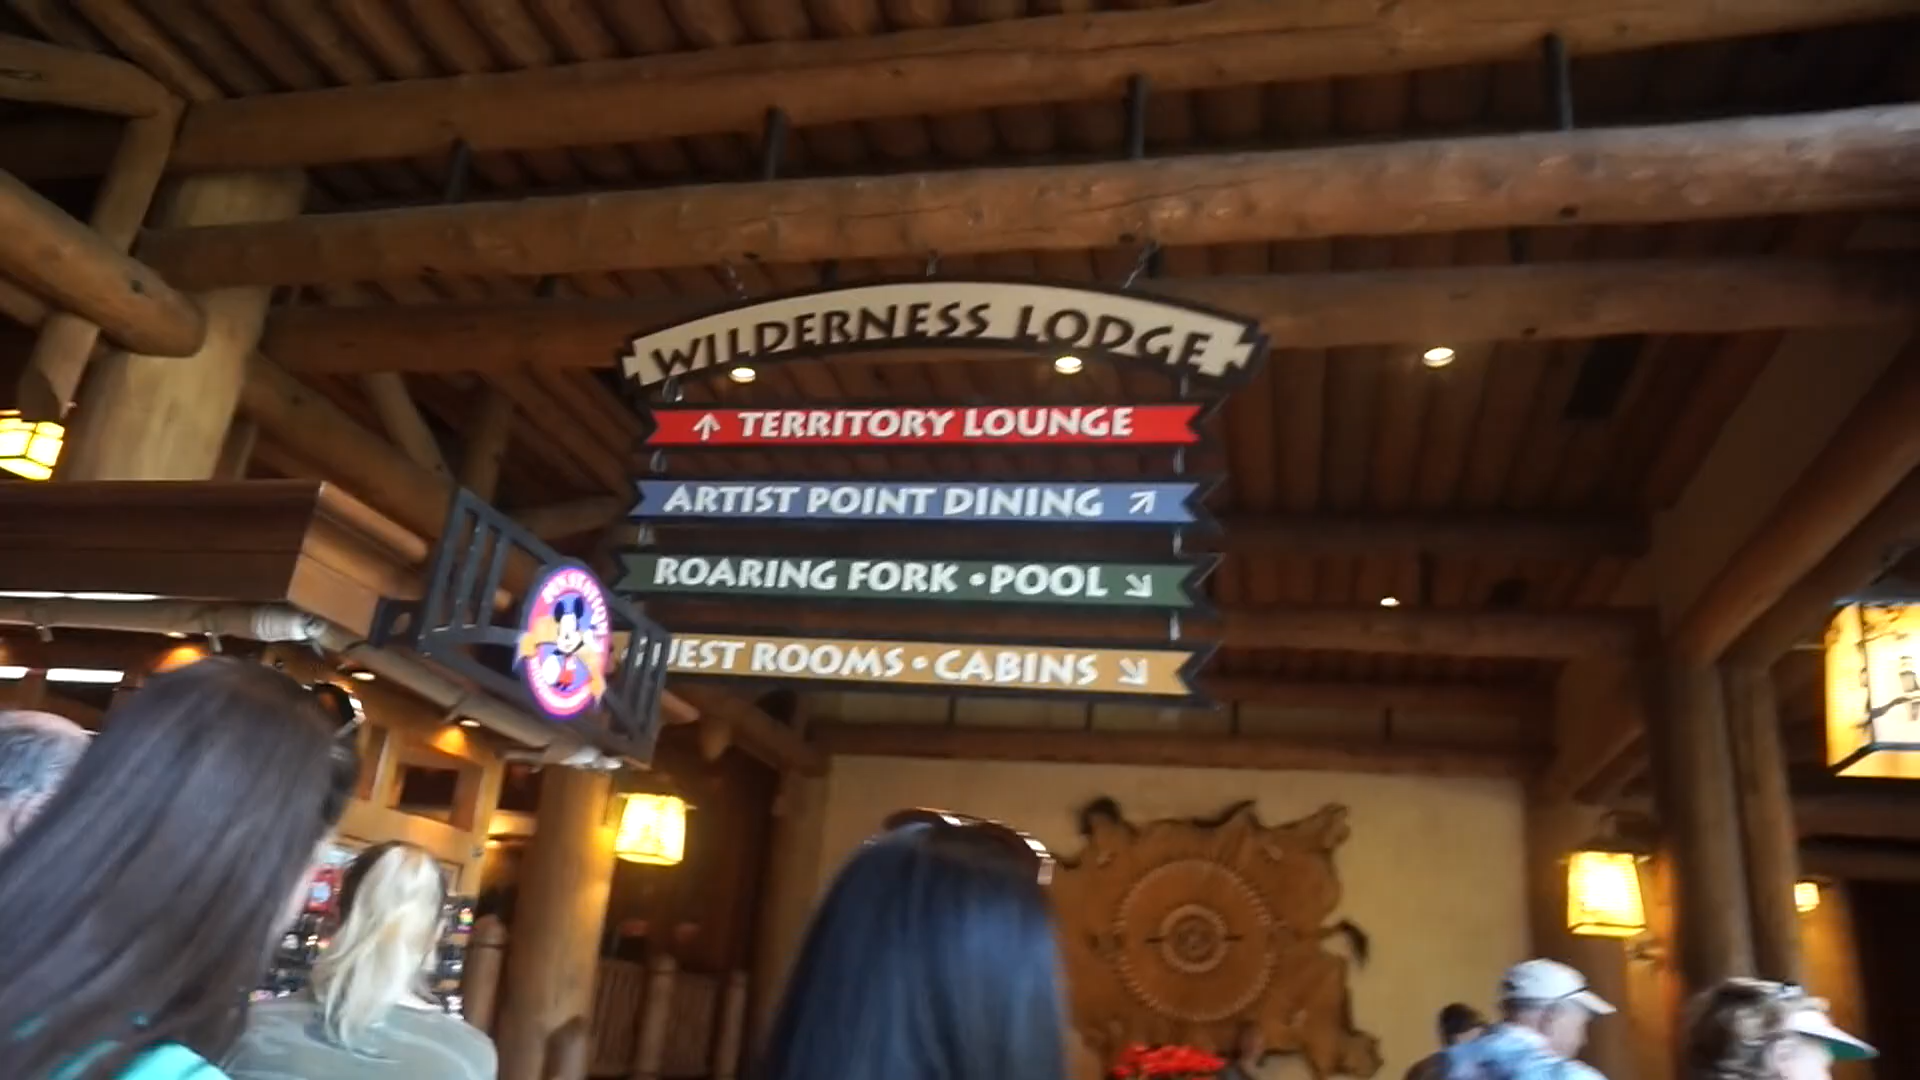 WILDERNESS LODGE
↑ TERRITORY LOUNGE
ARTIST POINT DINING ↗
ROARING FORK • POOL ↘
UEST ROOMS • CABINS ↘